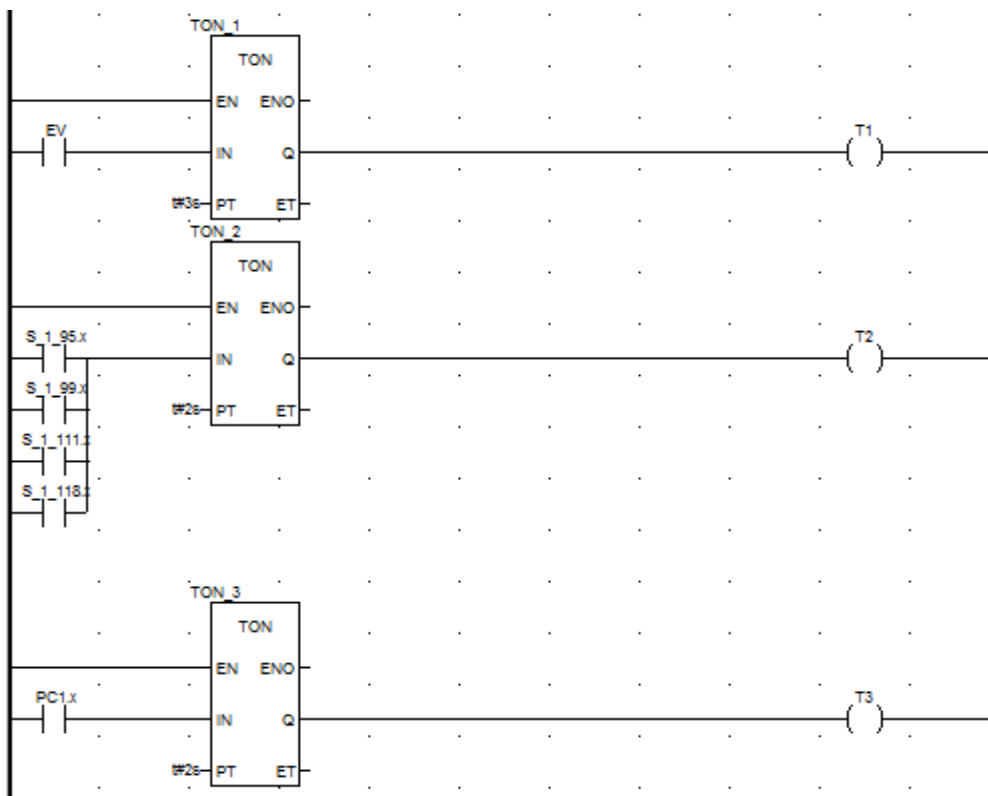 TON_1
TON
EN ENO
EV
IN Q
T1
t#3s PT ET
TON_2
TON
EN ENO
S_1_95.x
IN Q
T2
S_1_99.x
t#2s PT ET
S_1_111.x
S_1_118.x
TON_3
TON
EN ENO
PC1.x
IN Q
T3
t#2s PT ET